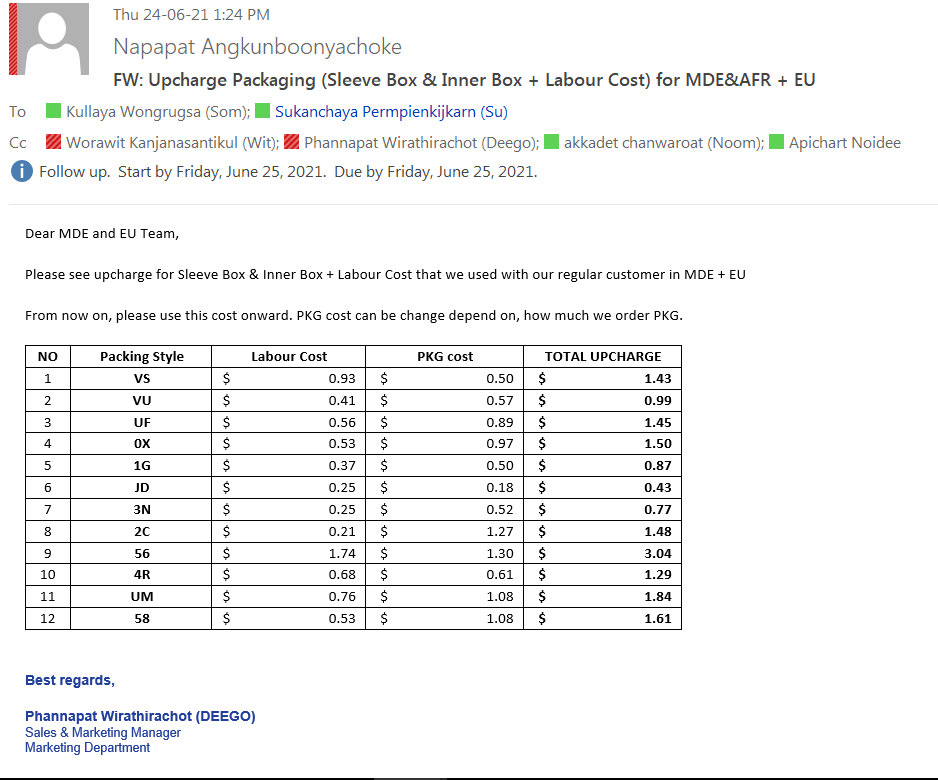 Thu 24-06-21 1:24 PM
Napapat Angkunboonyachoke
FW: Upcharge Packaging (Sleeve Box & Inner Box + Labour Cost) for MDE&AFR + EU
To Kullaya Wongrugsa (Som); Sukanchaya Permpienkijkarn (Su)
Cc Worawit Kanjanasantikul (Wit); Phannapat Wirathirachot (Deego); akkadet chanwaroat (Noom); Apichart Noidee
i Follow up. Start by Friday, June 25, 2021. Due by Friday, June 25, 2021.
Dear MDE and EU Team,
Please see upcharge for Sleeve Box & Inner Box + Labour Cost that we used with our regular customer in MDE + EU
From now on, please use this cost onward. PKG cost can be change depend on, how much we order PKG.
NO Packing Style Labour Cost PKG cost TOTAL UPCHARGE
1 VS $ 0.93 $ 0.50 $ 1.43
2 VU $ 0.41 $ 0.57 $ 0.99
3 UF $ 0.56 $ 0.89 $ 1.45
4 0X $ 0.53 $ 0.97 $ 1.50
5 1G $ 0.37 $ 0.50 $ 0.87
6 JD $ 0.25 $ 0.18 $ 0.43
7 3N $ 0.25 $ 0.52 $ 0.77
8 2C $ 0.21 $ 1.27 $ 1.48
9 56 $ 1.74 $ 1.30 $ 3.04
10 4R $ 0.68 $ 0.61 $ 1.29
11 UM $ 0.76 $ 1.08 $ 1.84
12 58 $ 0.53 $ 1.08 $ 1.61
Best regards,
Phannapat Wirathirachot (DEEGO)
Sales & Marketing Manager
Marketing Department